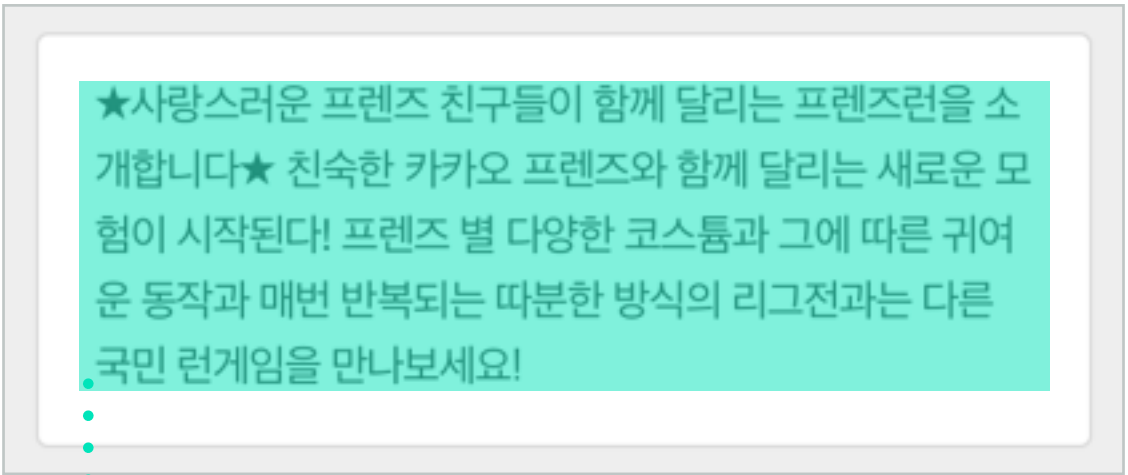 ★사랑스러운 프렌즈 친구들이 함께 달리는 프렌즈런을 소
개합니다★ 친숙한 카카오 프렌즈와 함께 달리는 새로운 모
험이 시작된다! 프렌즈 별 다양한 코스튬과 그에 따른 귀여
운 동작과 매번 반복되는 따분한 방식의 리그전과는 다른
국민 런게임을 만나보세요!